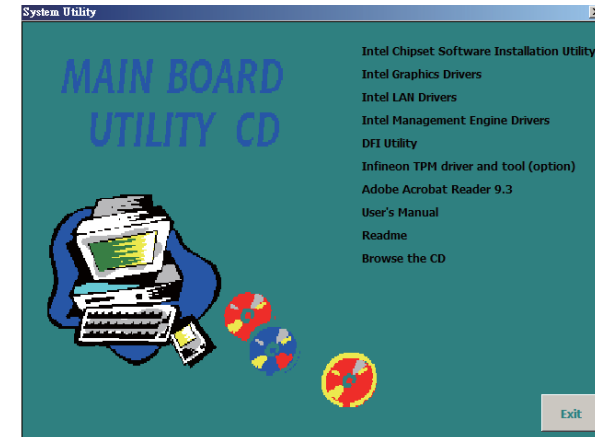 System Utility
MAIN BOARD
UTILITY CD
Intel Chipset Software Installation Utility
Intel Graphics Drivers
Intel LAN Drivers
Intel Management Engine Drivers
DFI Utility
Infineon TPM driver and tool (option)
Adobe Acrobat Reader 9.3
User's Manual
Readme
Browse the CD
Exit